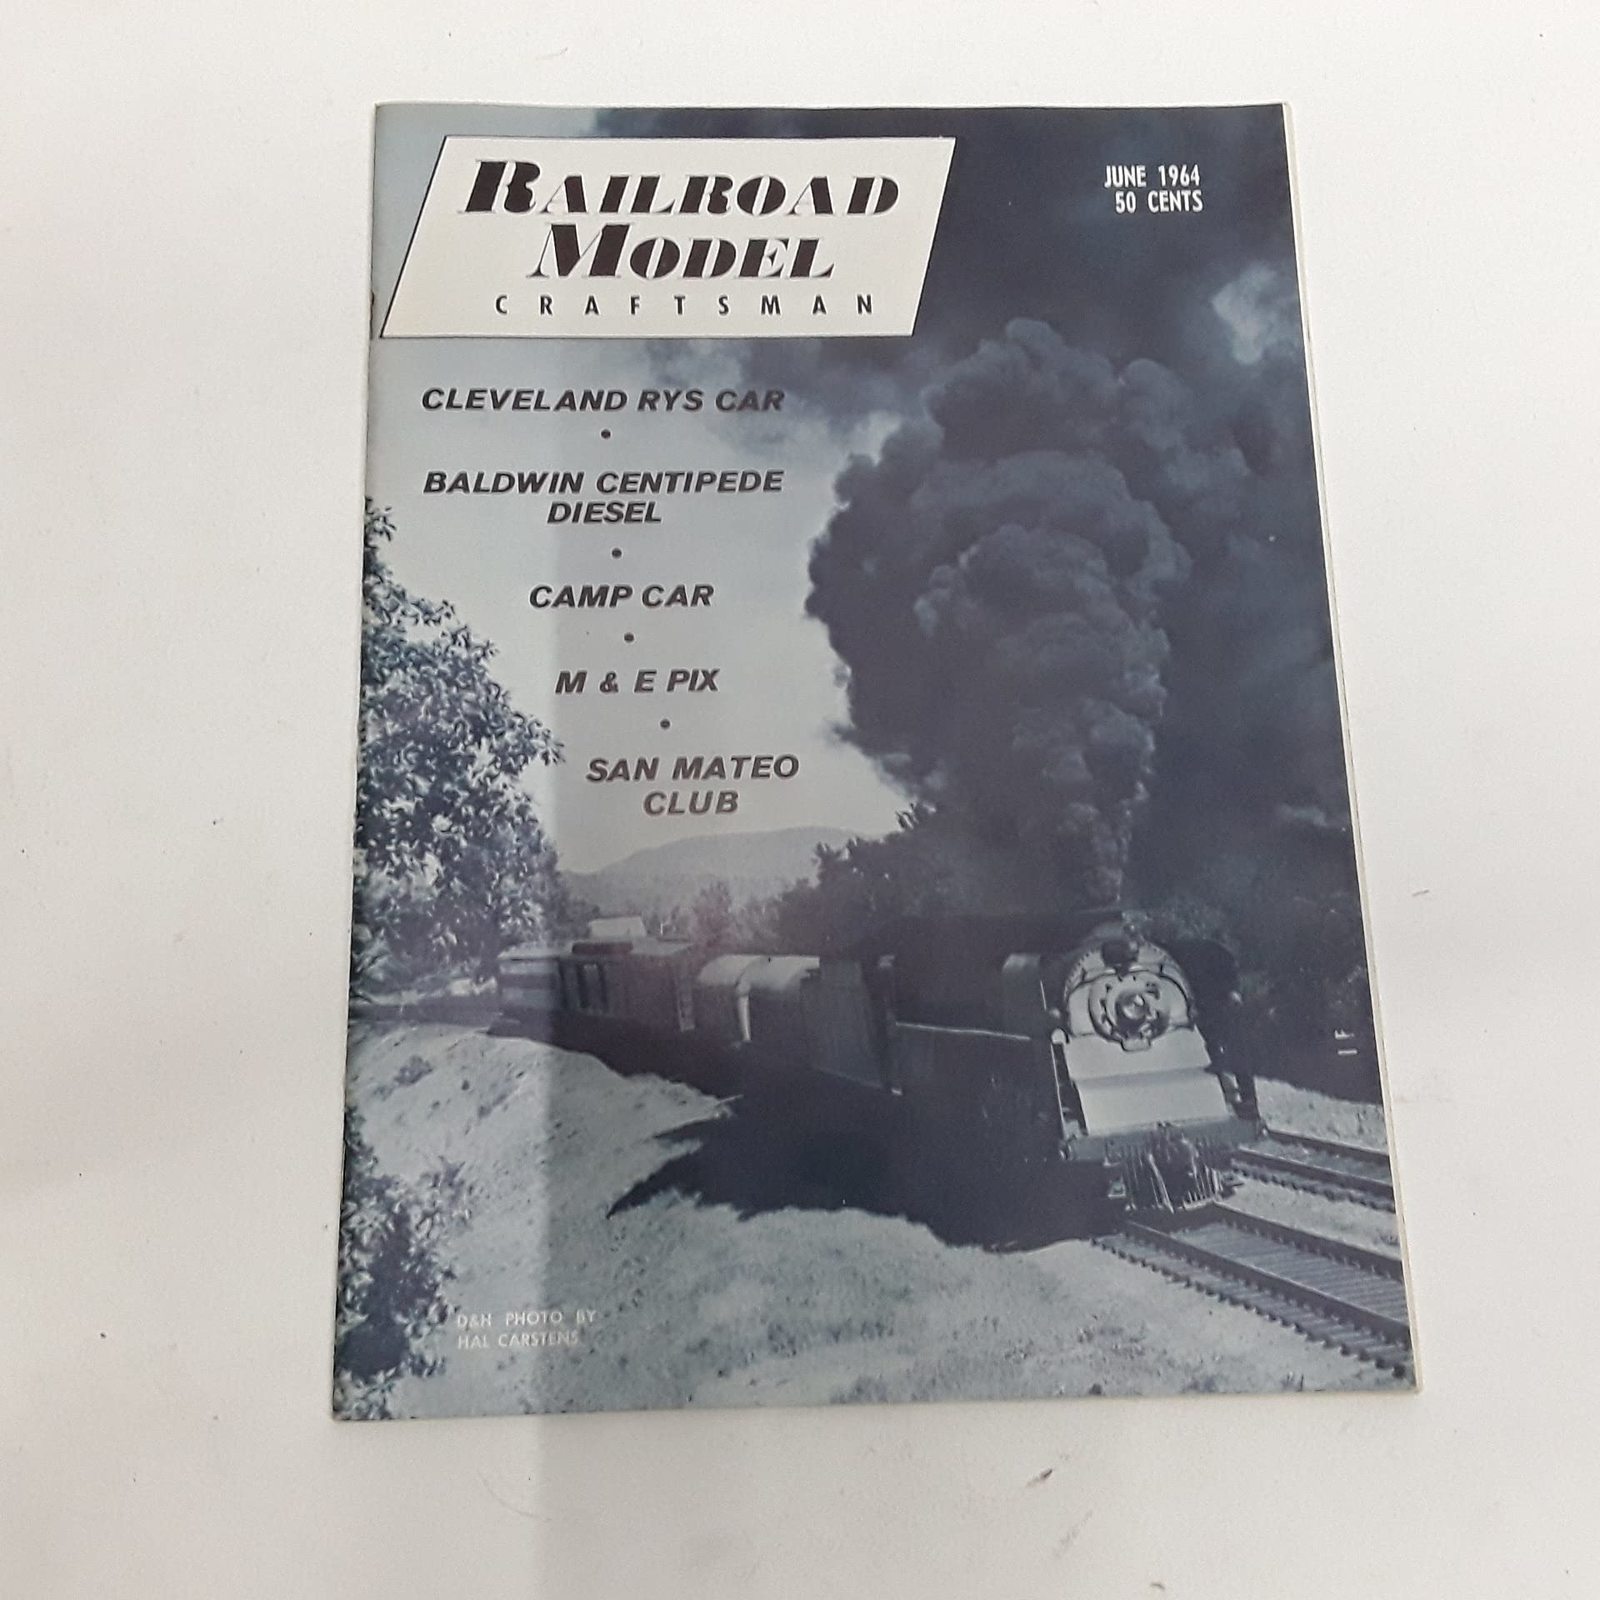 RAILROAD
MODEL
CRAFTSMAN
JUNE 1964
50 CENTS
CLEVELAND RYS CAR
•
BALDWIN CENTIPEDE
DIESEL
•
CAMP CAR
•
M & E PIX
•
SAN MATEO
CLUB
D&H PHOTO BY
HAL CARSTENS